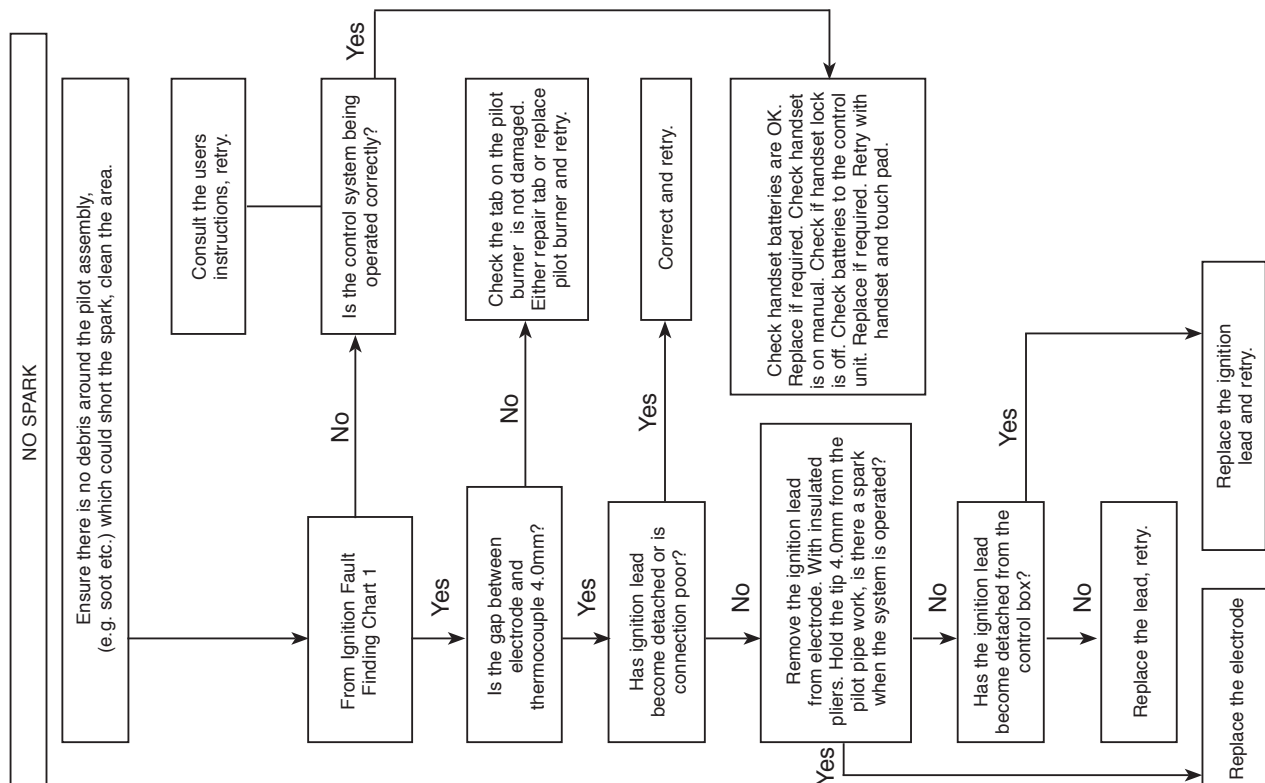 NO SPARK
Ensure there is no debris around the pilot assembly,
(e.g. soot etc.) which could short the spark, clean the area.
From Ignition Fault
Finding Chart 1
No
Is the control system being
operated correctly?
Consult the users
instructions, retry.
Yes
Check handset batteries are OK.
Replace if required. Check handset
is on manual. Check if handset lock
is off. Check batteries to the control
unit. Replace if required. Retry with
handset and touch pad.
Yes
Is the gap between
electrode and
thermocouple 4.0mm?
No
Check the tab on the pilot
burner is not damaged.
Either repair tab or replace
pilot burner and retry.
Yes
Has ignition lead
become detached or is
connection poor?
Yes
Correct and retry.
No
Remove the ignition lead
from electrode. With insulated
pliers. Hold the tip 4.0mm from the
pilot pipe work, is there a spark
when the system is operated?
Yes
Replace the electrode
No
Has the ignition lead
become detached from the
control box?
Yes
Replace the ignition
lead and retry.
No
Replace the lead, retry.